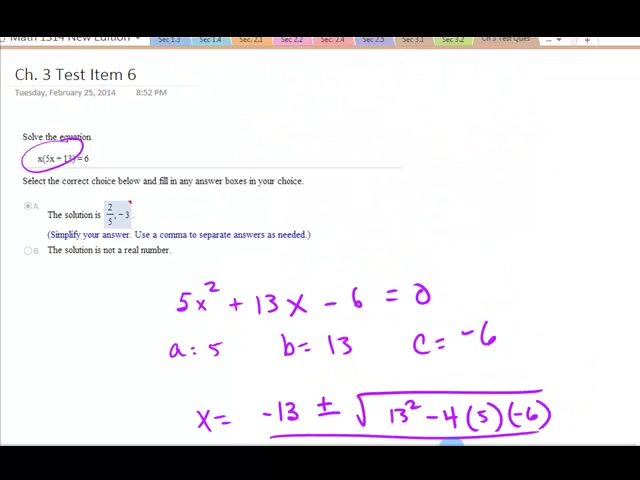 Math 1314 New Edition
Sec 1.3 Sec 1.4 Sec. 2.1 Sec. 2.2 Sec. 2.4 Sec. 2.5 Sec 3.1 Sec 3.2 Ch 3 Test Ques
Ch. 3 Test Item 6
Tuesday, February 25, 2014 8:52 PM
Solve the equation.
x(5x + 13) = 6
Select the correct choice below and fill in any answer boxes in your choice.
A. The solution is 2/5, −3.
(Simplify your answer. Use a comma to separate answers as needed.)
B. The solution is not a real number.
5x² + 13x − 6 = 0
a = 5 b = 13 c = −6
x = −13 ± √13² − 4(5)(−6)